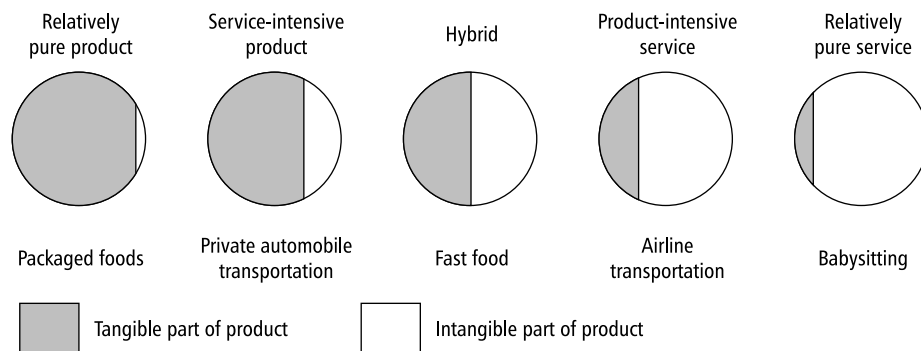 Relatively
pure product
Service-intensive
product
Hybrid
Product-intensive
service
Relatively
pure service
Packaged foods
Private automobile
transportation
Fast food
Airline
transportation
Babysitting
Tangible part of product
Intangible part of product